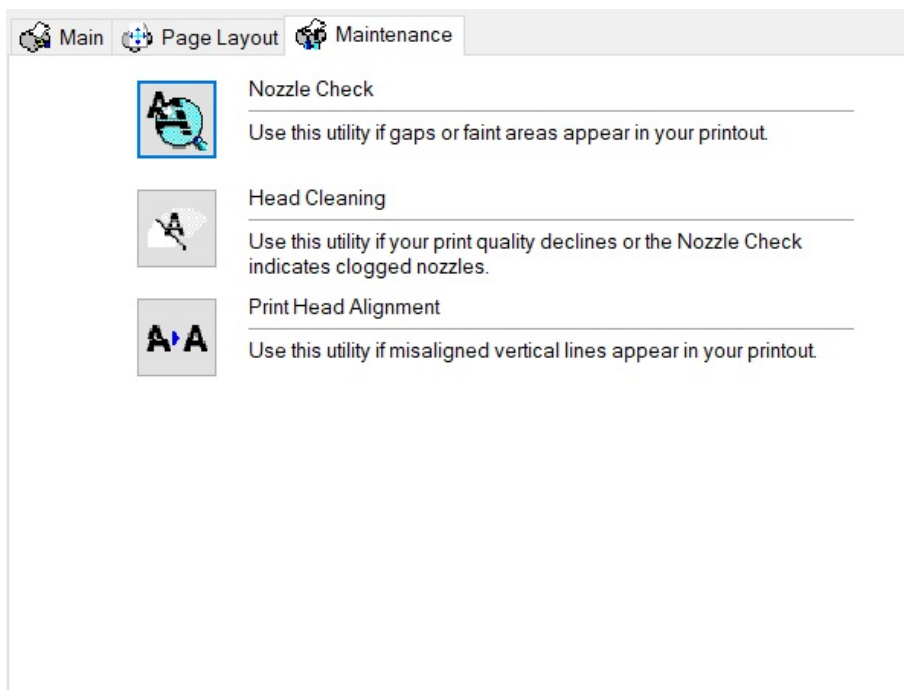 Main Page Layout Maintenance
Nozzle Check
Use this utility if gaps or faint areas appear in your printout.
Head Cleaning
Use this utility if your print quality declines or the Nozzle Check
indicates clogged nozzles.
Print Head Alignment
Use this utility if misaligned vertical lines appear in your printout.